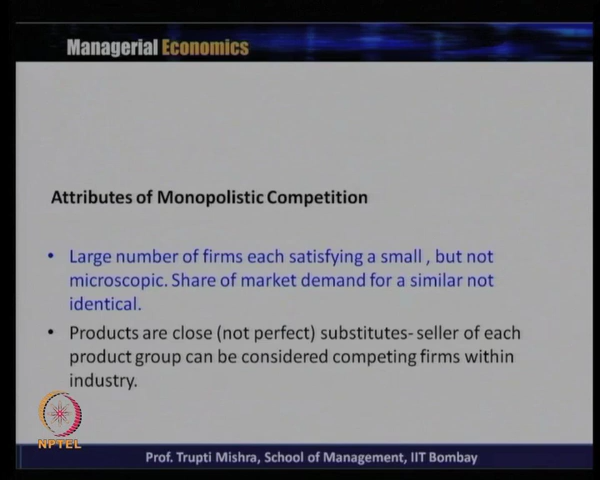 Managerial Economics
Attributes of Monopolistic Competition
• Large number of firms each satisfying a small , but not
microscopic. Share of market demand for a similar not
identical.
• Products are close (not perfect) substitutes- seller of each
product group can be considered competing firms within
industry.
NPTEL
Prof. Trupti Mishra, School of Management, IIT Bombay